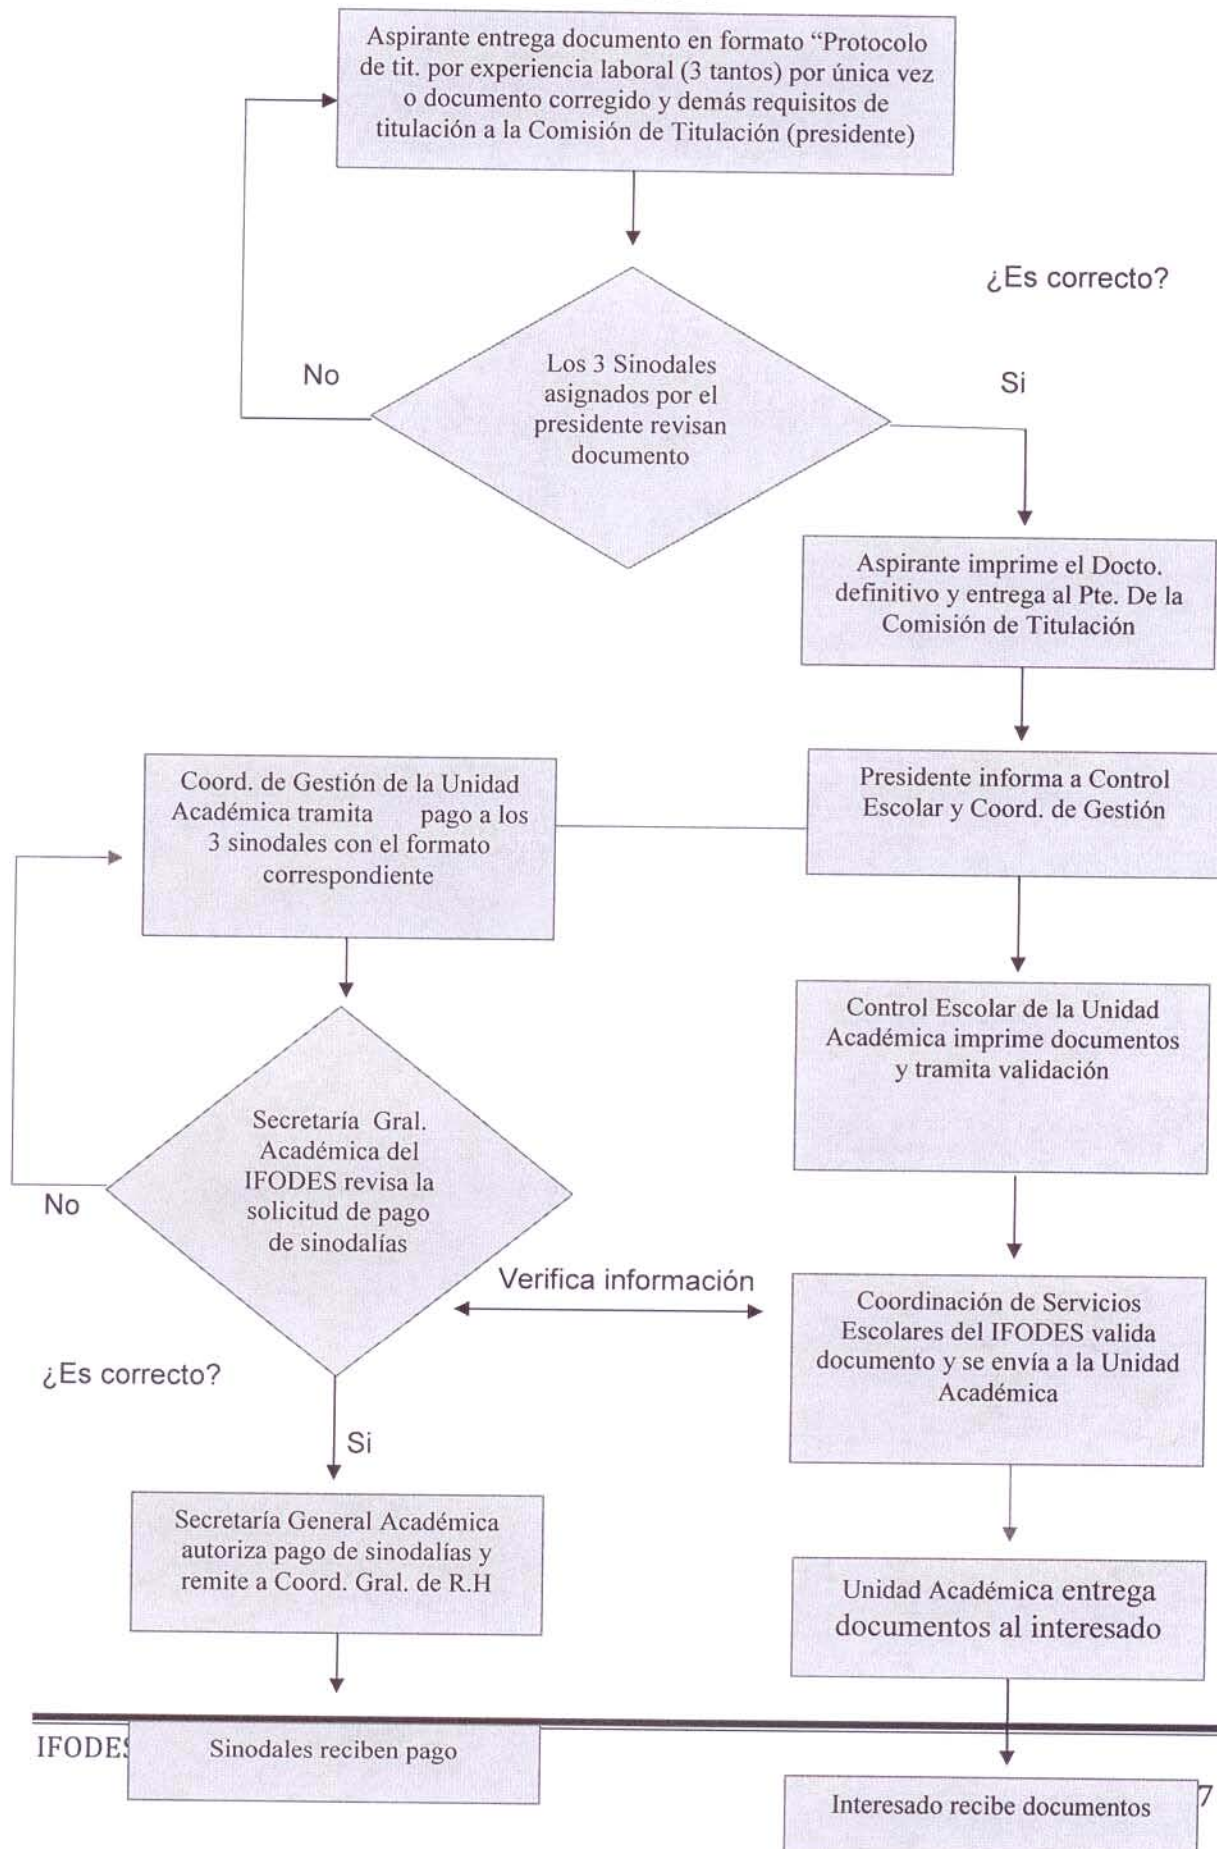 Aspirante entrega documento en formato “Protocolo
de tit. por experiencia laboral (3 tantos) por única vez
o documento corregido y demás requisitos de
titulación a la Comisión de Titulación (presidente)
¿Es correcto?
No
Los 3 Sinodales
asignados por el
presidente revisan
documento
Si
Aspirante imprime el Docto.
definitivo y entrega al Pte. De la
Comisión de Titulación
Coord. de Gestión de la Unidad
Académica tramita pago a los
3 sinodales con el formato
correspondiente
Presidente informa a Control
Escolar y Coord. de Gestión
Control Escolar de la Unidad
Académica imprime documentos
y tramita validación
Secretaría Gral.
Académica del
IFODES revisa la
solicitud de pago
de sinodalías
No
Verifica información
Coordinación de Servicios
Escolares del IFODES valida
documento y se envía a la Unidad
Académica
¿Es correcto?
Si
Secretaría General Académica
autoriza pago de sinodalías y
remite a Coord. Gral. de R.H
Unidad Académica entrega
documentos al interesado
IFODES
Sinodales reciben pago
Interesado recibe documentos
7